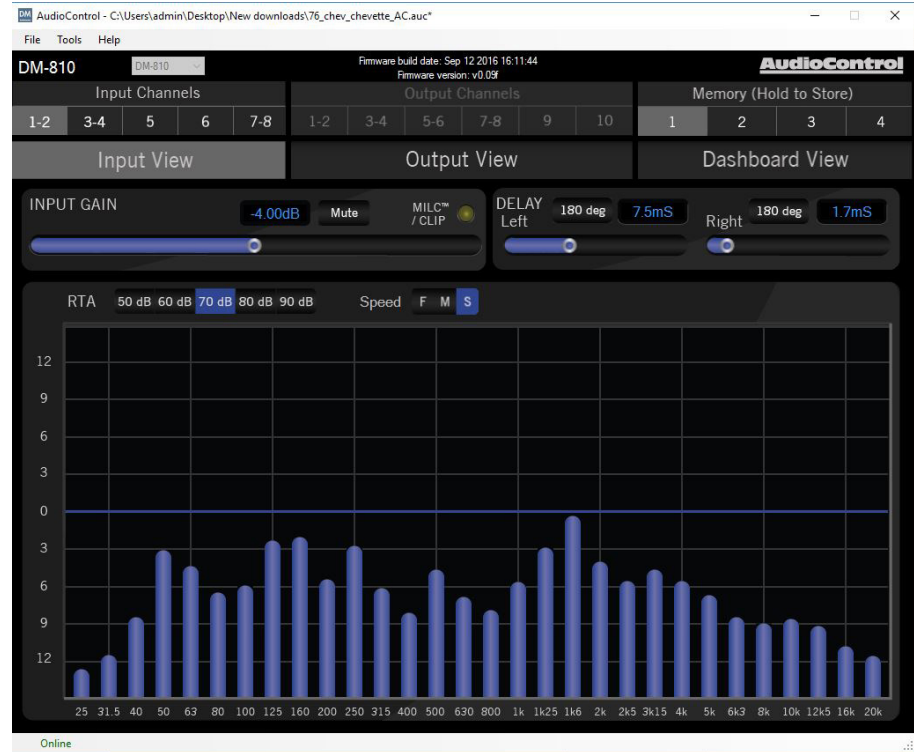 DM AudioControl - C:\Users\admin\Desktop\New downloads\76_chev_chevette_AC.auc*
File Tools Help
DM-810 DM-810 Firmware build date: Sep 12 2016 16:11:44 AudioControl
Firmware version: v0.09f
Input Channels Output Channels Memory (Hold to Store)
1-2 3-4 5 6 7-8 1-2 3-4 5-6 7-8 9 10 1 2 3 4
Input View Output View Dashboard View
INPUT GAIN -4.00dB Mute MILC™ / CLIP
DELAY Left 180 deg 7.5mS Right 180 deg 1.7mS
RTA 50 dB 60 dB 70 dB 80 dB 90 dB Speed F M S
12
9
6
3
0
3
6
9
12
25 31.5 40 50 63 80 100 125 160 200 250 315 400 500 630 800 1k 1k25 1k6 2k 2k5 3k15 4k 5k 6k3 8k 10k 12k5 16k 20k
Online